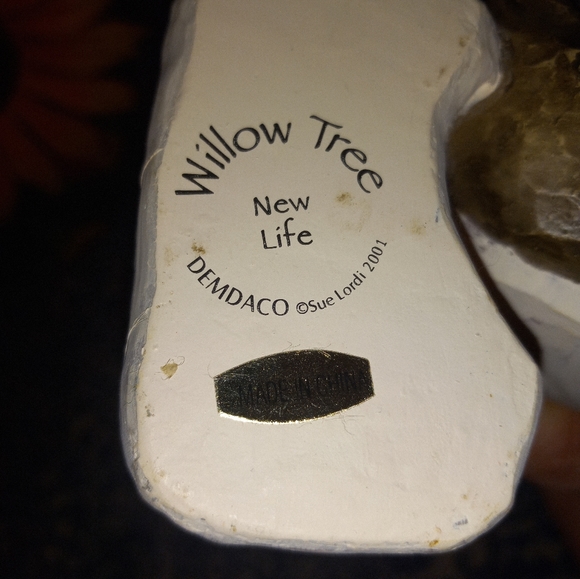 Willow Tree
New
Life
DEMDACO ©Sue Lordi 2001
MADE IN CHINA